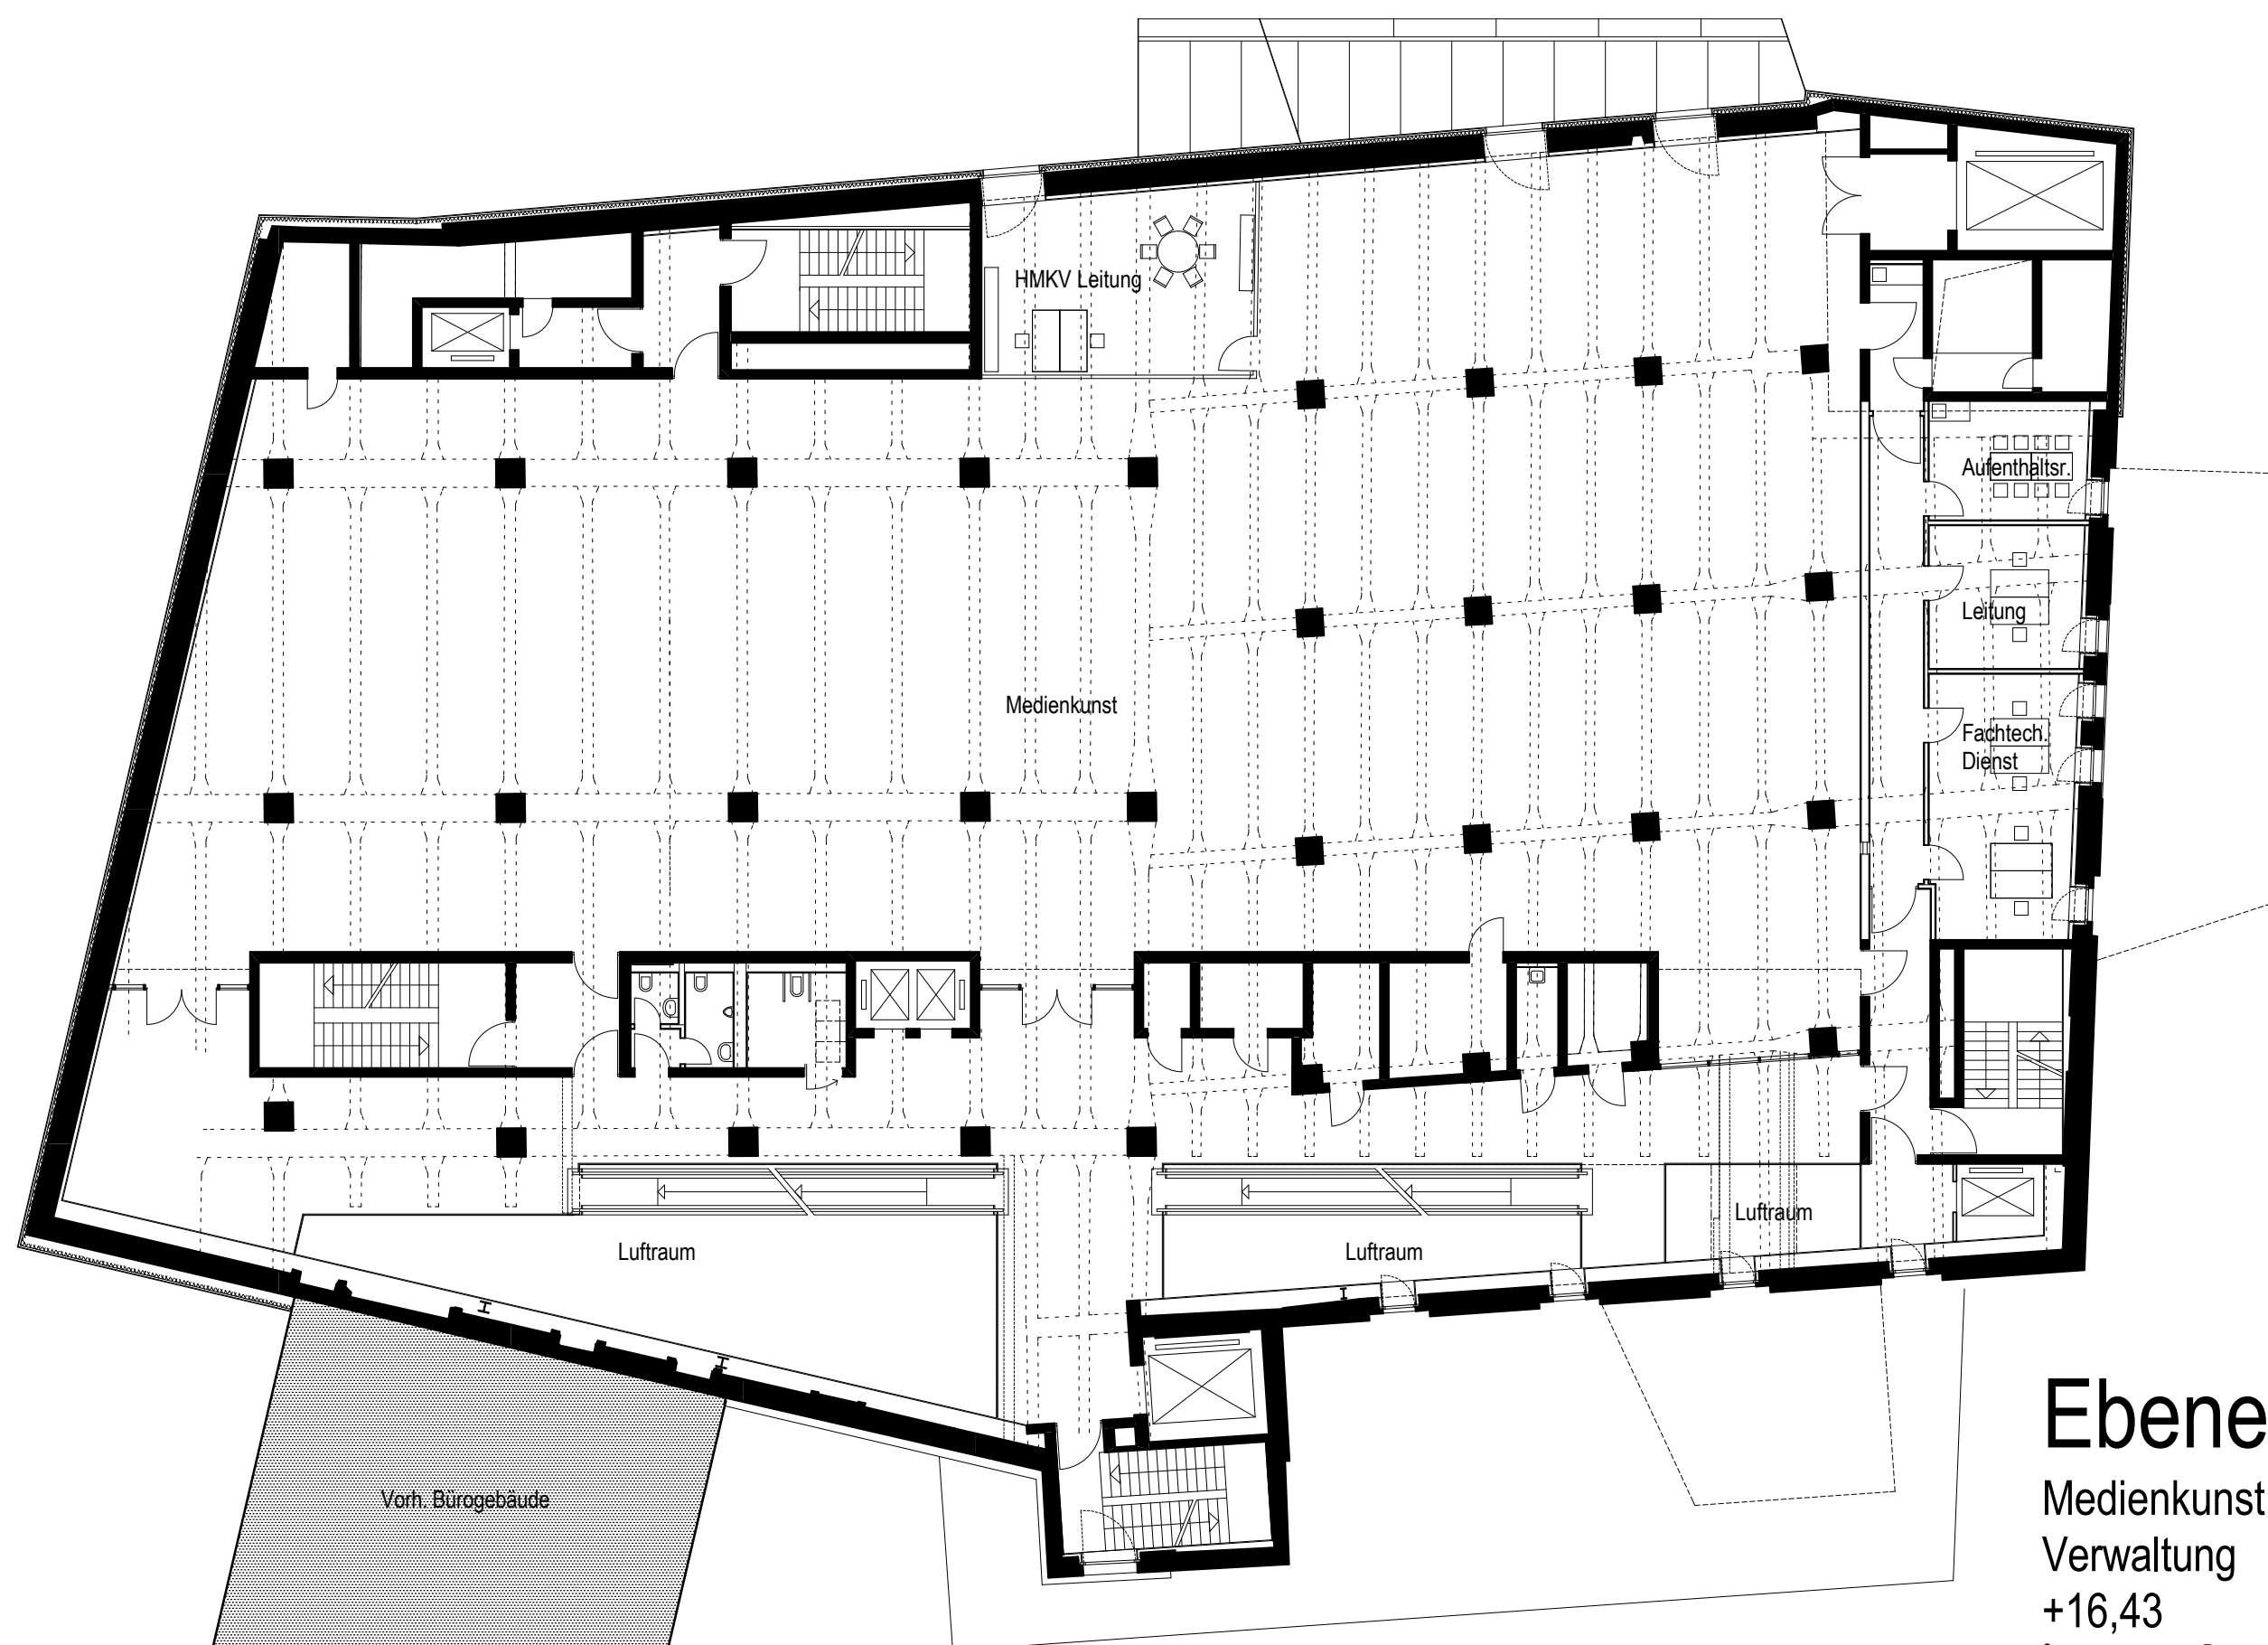 HMKV Leitung
Aufenthaltsr.
Leitung
Medienkunst
Fachtech.
Dienst
Luftraum
Luftraum
Luftraum
Vorh. Bürogebäude
Ebene
Medienkunst
Verwaltung
+16,43